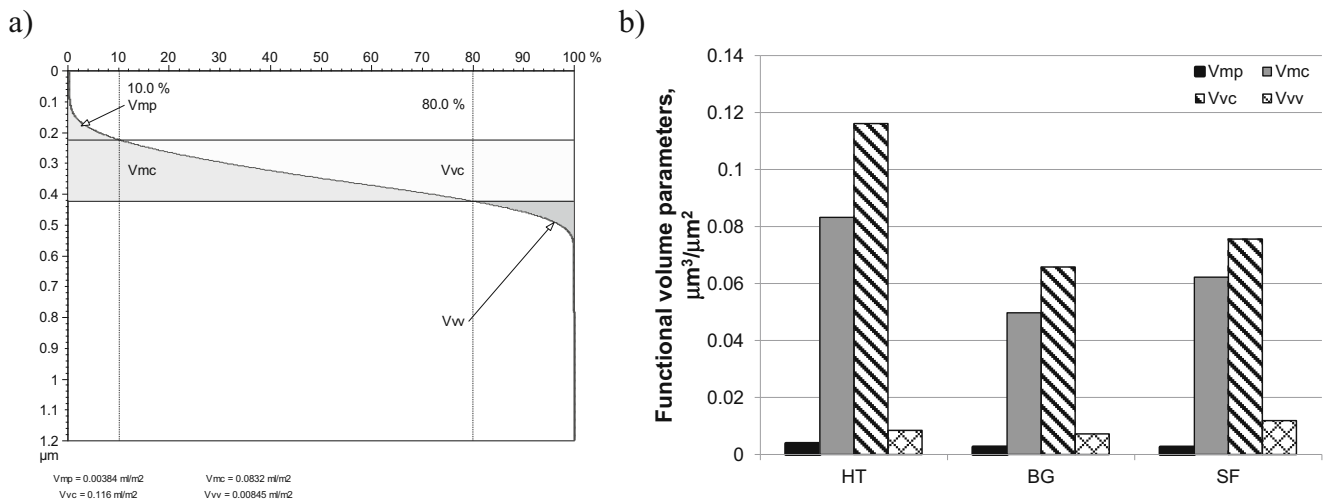 a)
0 10 20 30 40 50 60 70 80 90 100 %
0
10.0 %
80.0 %
0.1
Vmp
0.2
0.3
Vmc
Vvc
0.4
0.5
0.6
0.7
0.8
Vvv
0.9
1
1.1
1.2
µm
Vmp = 0.00384 ml/m2 Vmc = 0.0832 ml/m2
Vvc = 0.116 ml/m2 Vvv = 0.00845 ml/m2
b)
Functional volume parameters,
µm³/µm²
0.14
0.12
0.1
0.08
0.06
0.04
0.02
0
Vmp Vmc
Vvc Vvv
HT BG SF